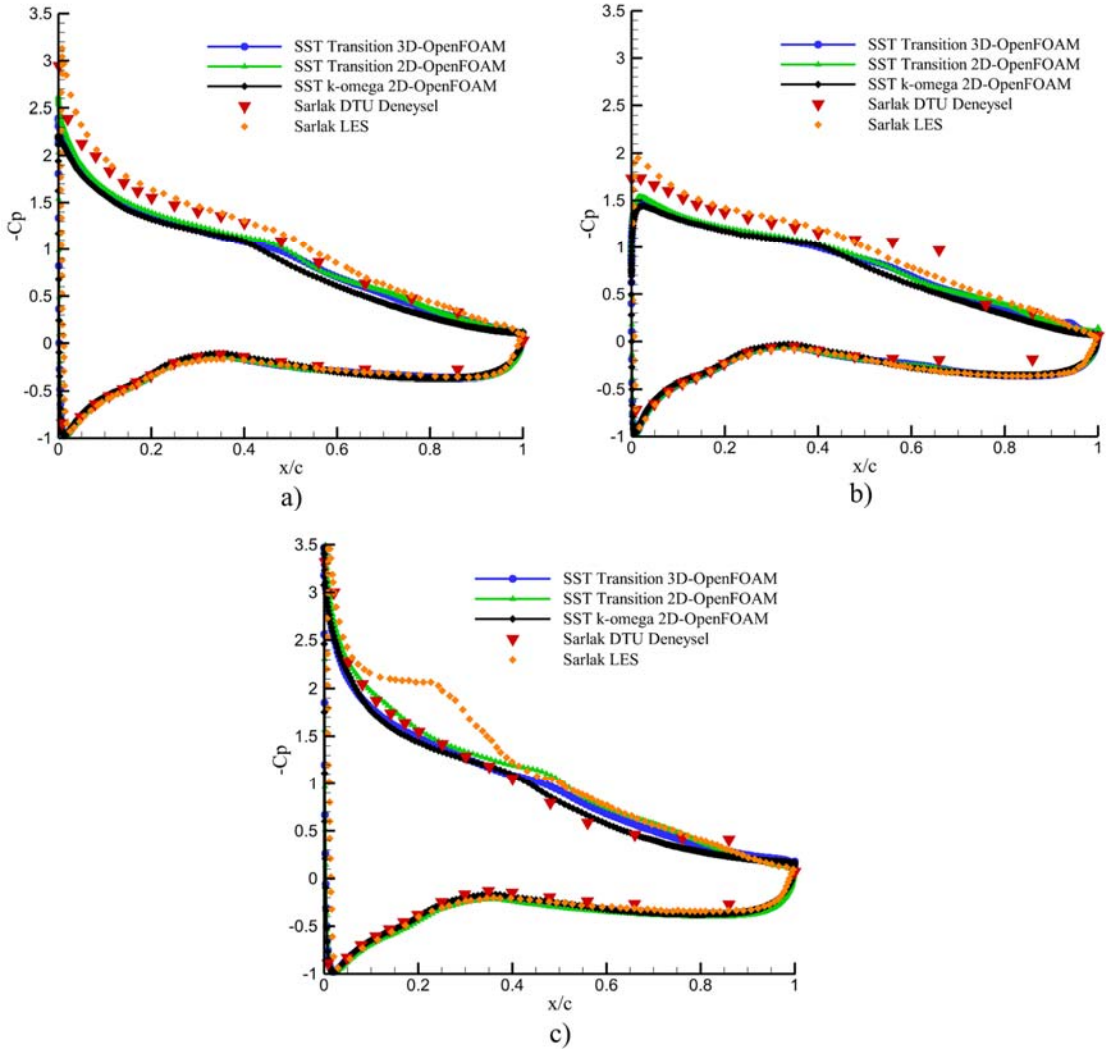 3.5
3
2.5
2
1.5
1
0.5
0
-0.5
-1
-Cp
SST Transition 3D-OpenFOAM
SST Transition 2D-OpenFOAM
SST k-omega 2D-OpenFOAM
Sarlak DTU Deneysel
Sarlak LES
0 0.2 0.4 0.6 0.8 1
x/c
a)
3.5
3
2.5
2
1.5
1
0.5
0
-0.5
-1
-Cp
SST Transition 3D-OpenFOAM
SST Transition 2D-OpenFOAM
SST k-omega 2D-OpenFOAM
Sarlak DTU Deneysel
Sarlak LES
0 0.2 0.4 0.6 0.8 1
x/c
b)
3.5
3
2.5
2
1.5
1
0.5
0
-0.5
-1
-Cp
SST Transition 3D-OpenFOAM
SST Transition 2D-OpenFOAM
SST k-omega 2D-OpenFOAM
Sarlak DTU Deneysel
Sarlak LES
0 0.2 0.4 0.6 0.8 1
x/c
c)